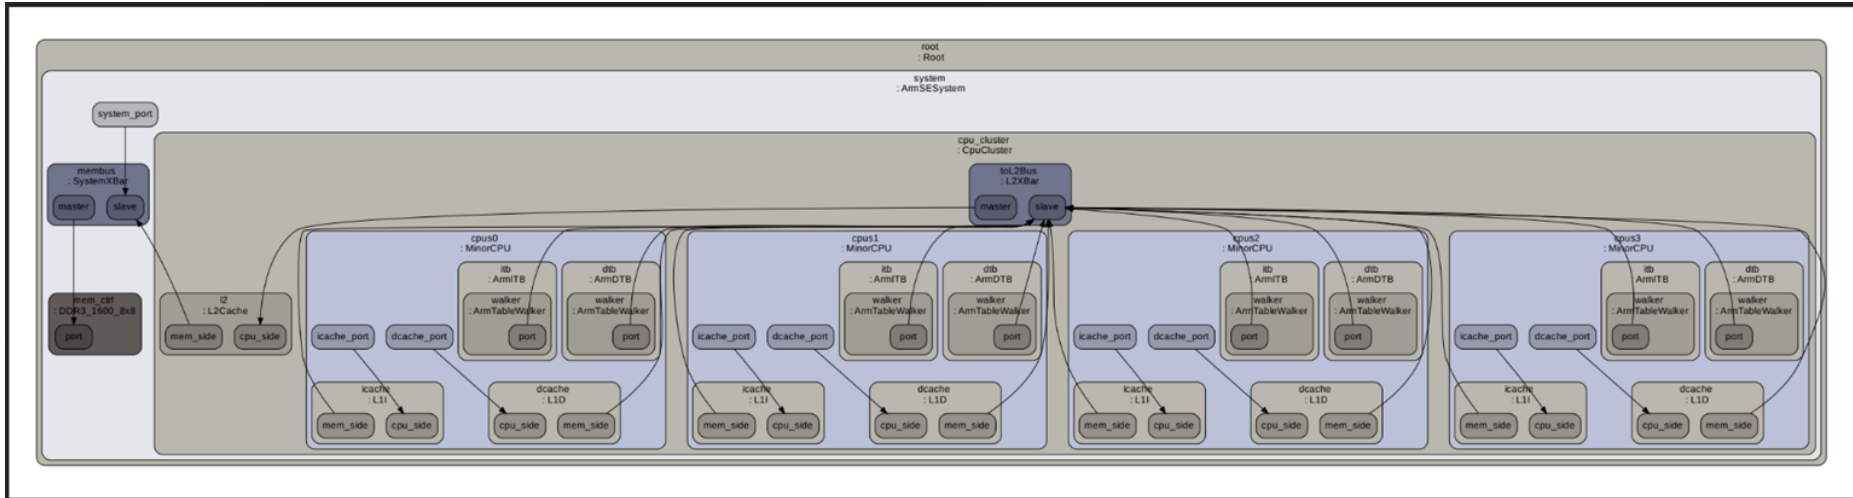 root
: Root
system
: ArmSESystem
system_port
cpu_cluster
: CpuCluster
membus
: SystemXBar
master
slave
toL2Bus
: L2XBar
master
slave
mem_ctrl
: DDR3_1600_8x8
port
l2
: L2Cache
mem_side
cpu_side
cpus0
: MinorCPU
itb
: ArmITB
walker
: ArmTableWalker
port
dtb
: ArmDTB
walker
: ArmTableWalker
port
icache_port
dcache_port
icache
: L1I
mem_side
cpu_side
dcache
: L1D
cpu_side
mem_side
cpus1
: MinorCPU
itb
: ArmITB
walker
: ArmTableWalker
port
dtb
: ArmDTB
walker
: ArmTableWalker
port
icache_port
dcache_port
icache
: L1I
mem_side
cpu_side
dcache
: L1D
cpu_side
mem_side
cpus2
: MinorCPU
itb
: ArmITB
walker
: ArmTableWalker
port
dtb
: ArmDTB
walker
: ArmTableWalker
port
icache_port
dcache_port
icache
: L1I
mem_side
cpu_side
dcache
: L1D
cpu_side
mem_side
cpus3
: MinorCPU
itb
: ArmITB
walker
: ArmTableWalker
port
dtb
: ArmDTB
walker
: ArmTableWalker
port
icache_port
dcache_port
icache
: L1I
mem_side
cpu_side
dcache
: L1D
cpu_side
mem_side